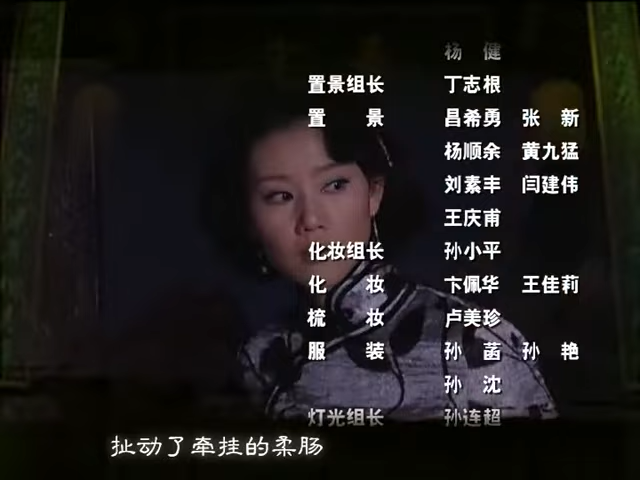 杨 健
置景组长 丁志根
置 景 昌希勇 张 新
杨顺余 黄九猛
刘素丰 闫建伟
王庆甫
化妆组长 孙小平
化 妆 卞佩华 王佳莉
梳 妆 卢美珍
服 装 孙 菡 孙 艳
孙 沈
灯光组长 孙连超
扯动了牵挂的柔肠